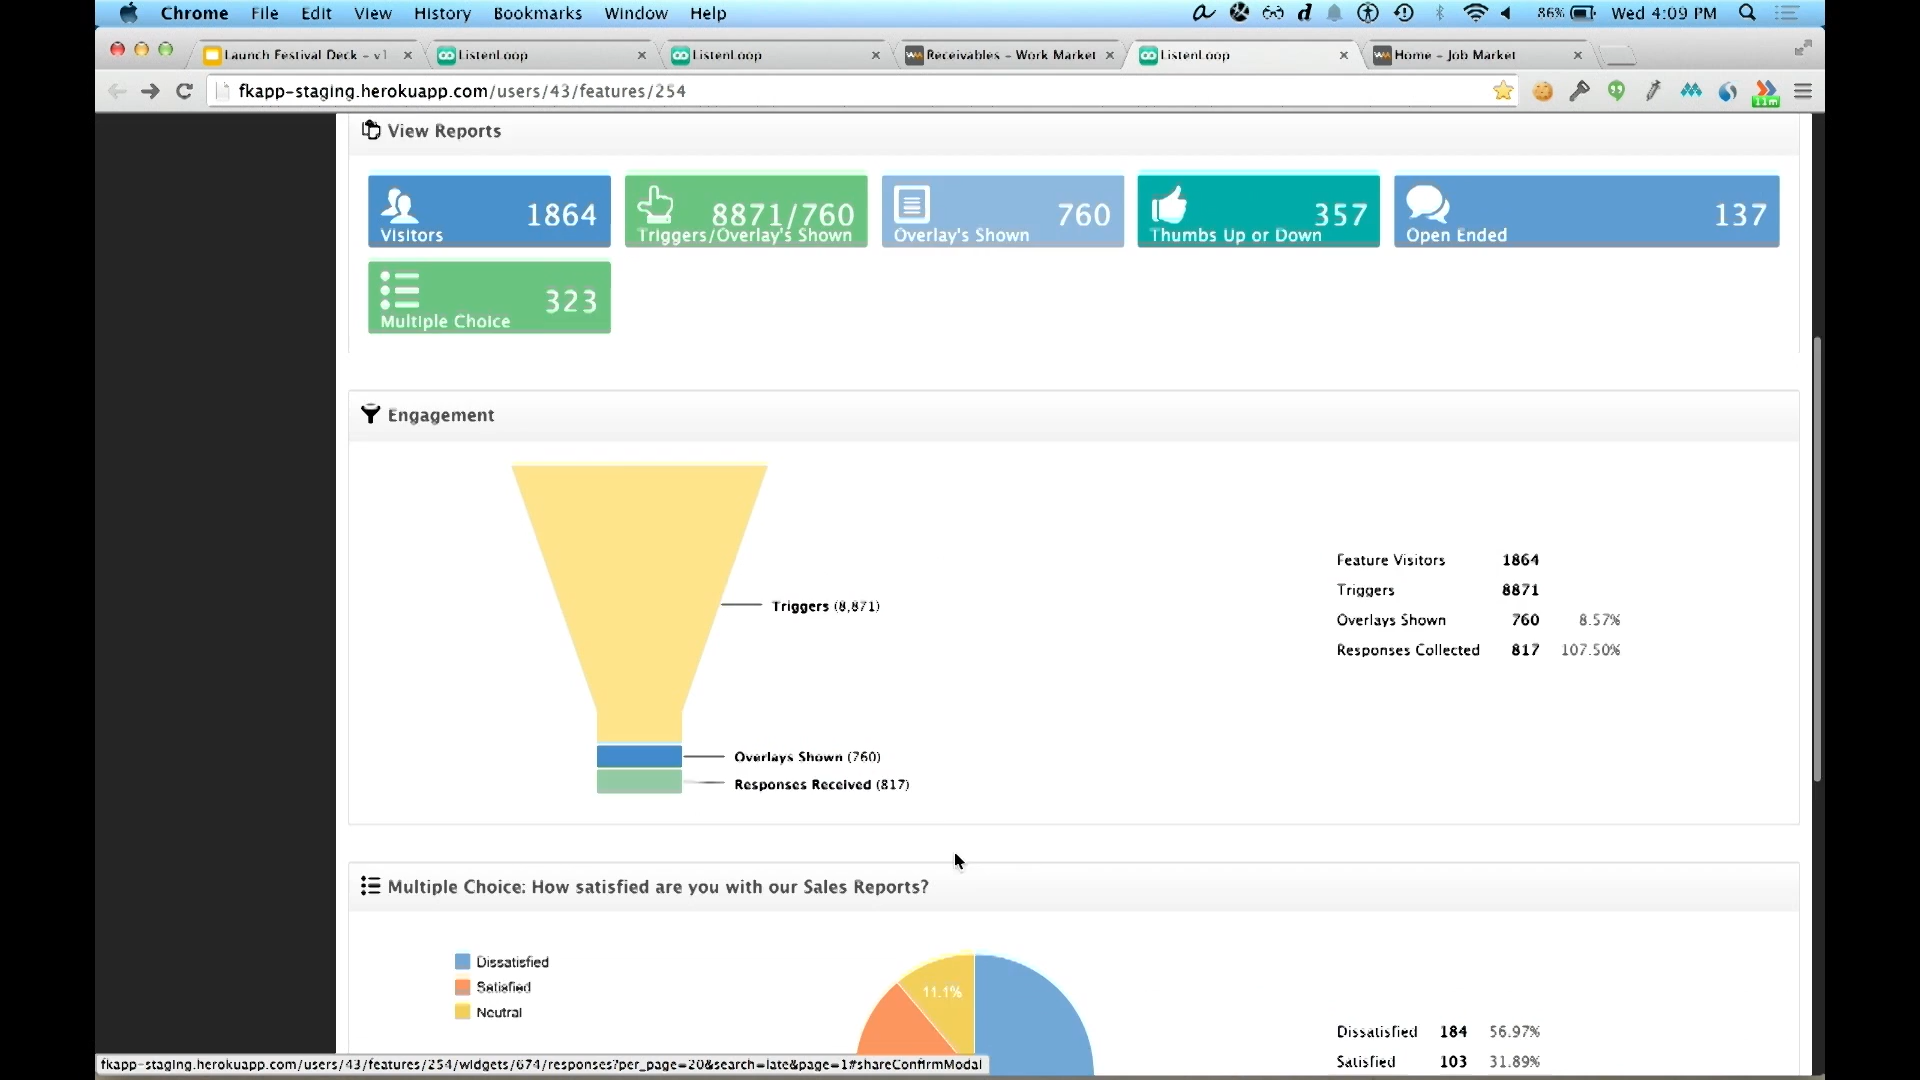 Chrome File Edit View History Bookmarks Window Help
86% Wed 4:09 PM
Launch Festival Deck - v1
ListenLoop
ListenLoop
Receivables - Work Market
ListenLoop
Home - Job Market
fkapp-staging.herokuapp.com/users/43/features/254
11m
View Reports
1864
Visitors
8871/760
Triggers/Overlay's Shown
760
Overlay's Shown
357
Thumbs Up or Down
137
Open Ended
323
Multiple Choice
Engagement
Triggers (8,871)
Overlays Shown (760)
Responses Received (817)
Feature Visitors 1864
Triggers 8871
Overlays Shown 760 8.57%
Responses Collected 817 107.50%
Multiple Choice: How satisfied are you with our Sales Reports?
Dissatisfied
Satisfied
Neutral
11.1%
Dissatisfied 184 56.97%
Satisfied 103 31.89%
fkapp-staging.herokuapp.com/users/43/features/254/widgets/674/responses?per_page=20&search=late&page=1#shareConfirmModal